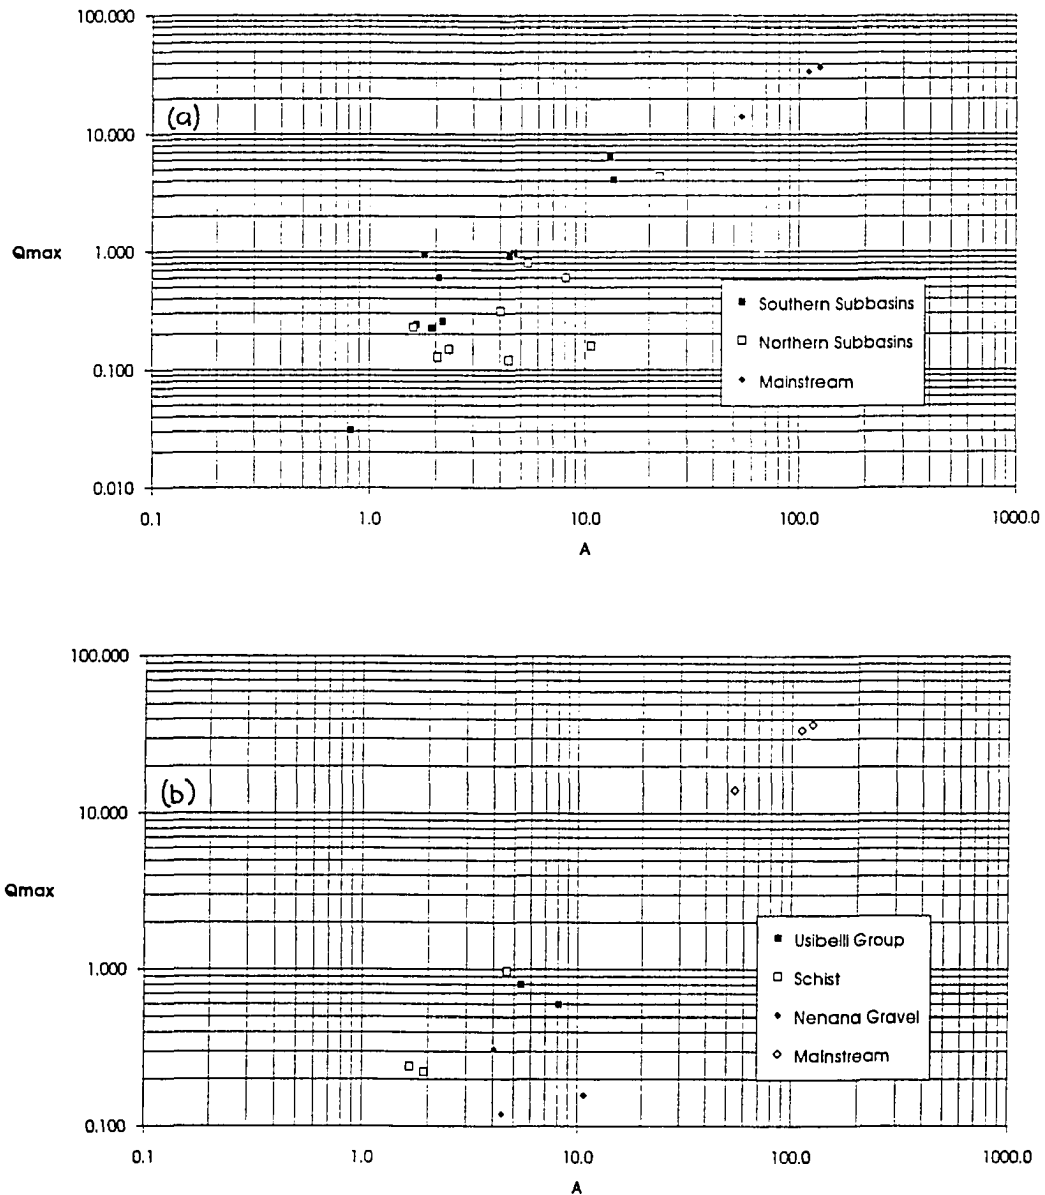 100.000
(a)
10.000
Qmax
1.000
Southern Subbasins
Northern Subbasins
Mainstream
0.100
0.010
0.1 1.0 10.0 100.0 1000.0
A
100.000
(b)
10.000
Qmax
1.000
Usibelli Group
Schist
Nenana Gravel
Mainstream
0.100
0.1 1.0 10.0 100.0 1000.0
A